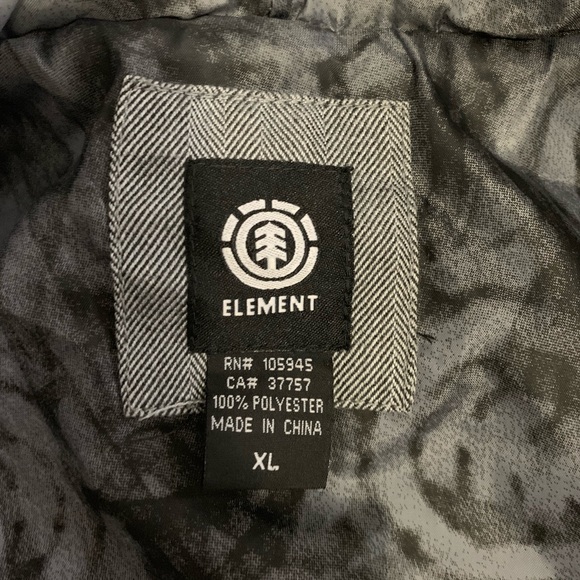 ELEMENT
RN# 105945
CA# 37757
100% POLYESTER
MADE IN CHINA
XL